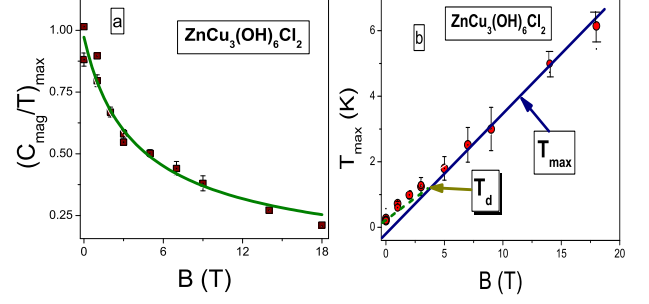 a
ZnCu3(OH)6Cl2
(Cmag/T)max
1.00
0.75
0.50
0.25
0 6 12 18
B (T)
b
ZnCu3(OH)6Cl2
Tmax (K)
6
4
2
0
Tmax
Td
0 5 10 15 20
B (T)